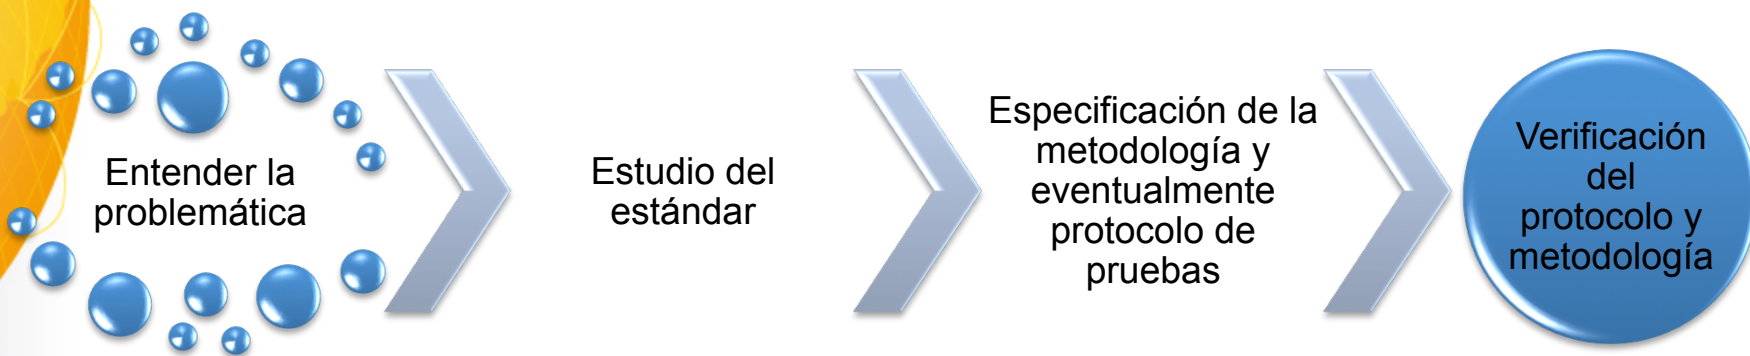 Entender la
problemática
Estudio del
estándar
Especificación de la
metodología y
eventualmente
protocolo de
pruebas
Verificación
del
protocolo y
metodología